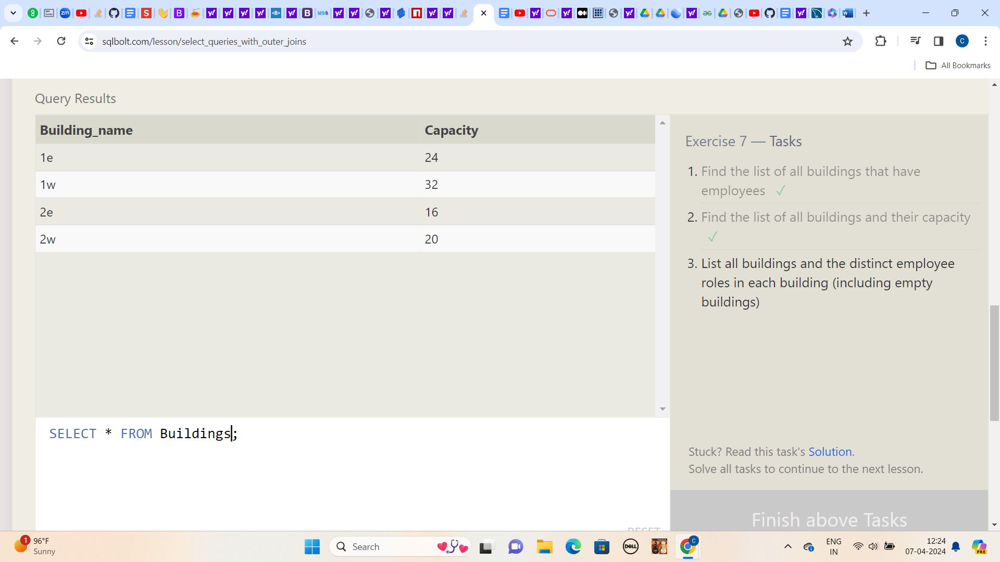 sqlbolt.com/lesson/select_queries_with_outer_joins
C
All Bookmarks
Query Results
Building_name Capacity
1e 24
1w 32
2e 16
2w 20
SELECT * FROM Buildings;
RESET
Exercise 7 — Tasks
1. Find the list of all buildings that have
employees ✓
2. Find the list of all buildings and their capacity
✓
3. List all buildings and the distinct employee
roles in each building (including empty
buildings)
Stuck? Read this task's Solution.
Solve all tasks to continue to the next lesson.
Finish above Tasks
1
96°F
Sunny
Search
DELL
C
ENG
IN
12:24
07-04-2024
PRE